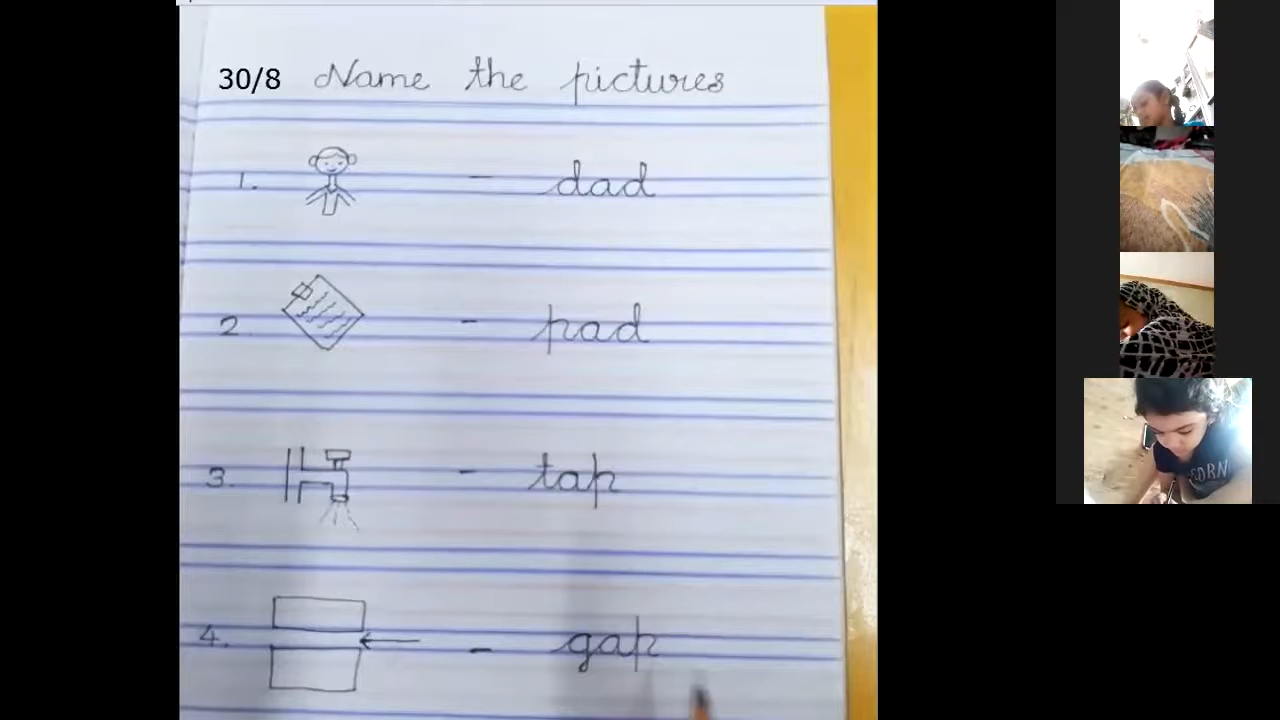 30/8 Name the pictures
1. - dad
2. - pad
3. - tap
4. - gap